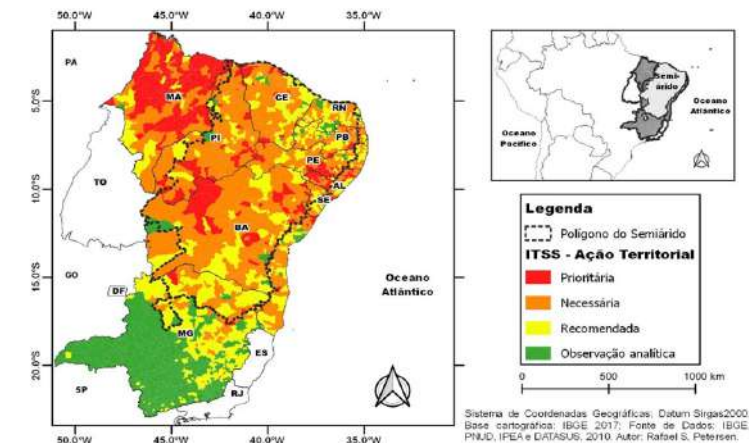 50.0°W 45.0°W 40.0°W 35.0°W
PA
MA
CE
RN
5.0°S
PI
PB
PE
TO
AL
10.0°S
SE
BA
GO
15.0°S
DF
Oceano
Atlântico
MG
ES
20.0°S
SP
RJ
50.0°W 45.0°W 40.0°W 35.0°W
Semi-
árido
Oceano
Atlântico
Oceano
Pacífico
Legenda
Polígono do Semiárido
ITSS - Ação Territorial
Prioritária
Necessária
Recomendada
Observação analítica
0 500 1000 km
Sistema de Coordenadas Geográficas; Datum Sirgas2000
Base cartográfica: IBGE 2017; Fonte de Dados: IBGE
PNUD, IPEA e DATASUS, 2010. Autor: Rafael S. Petersen